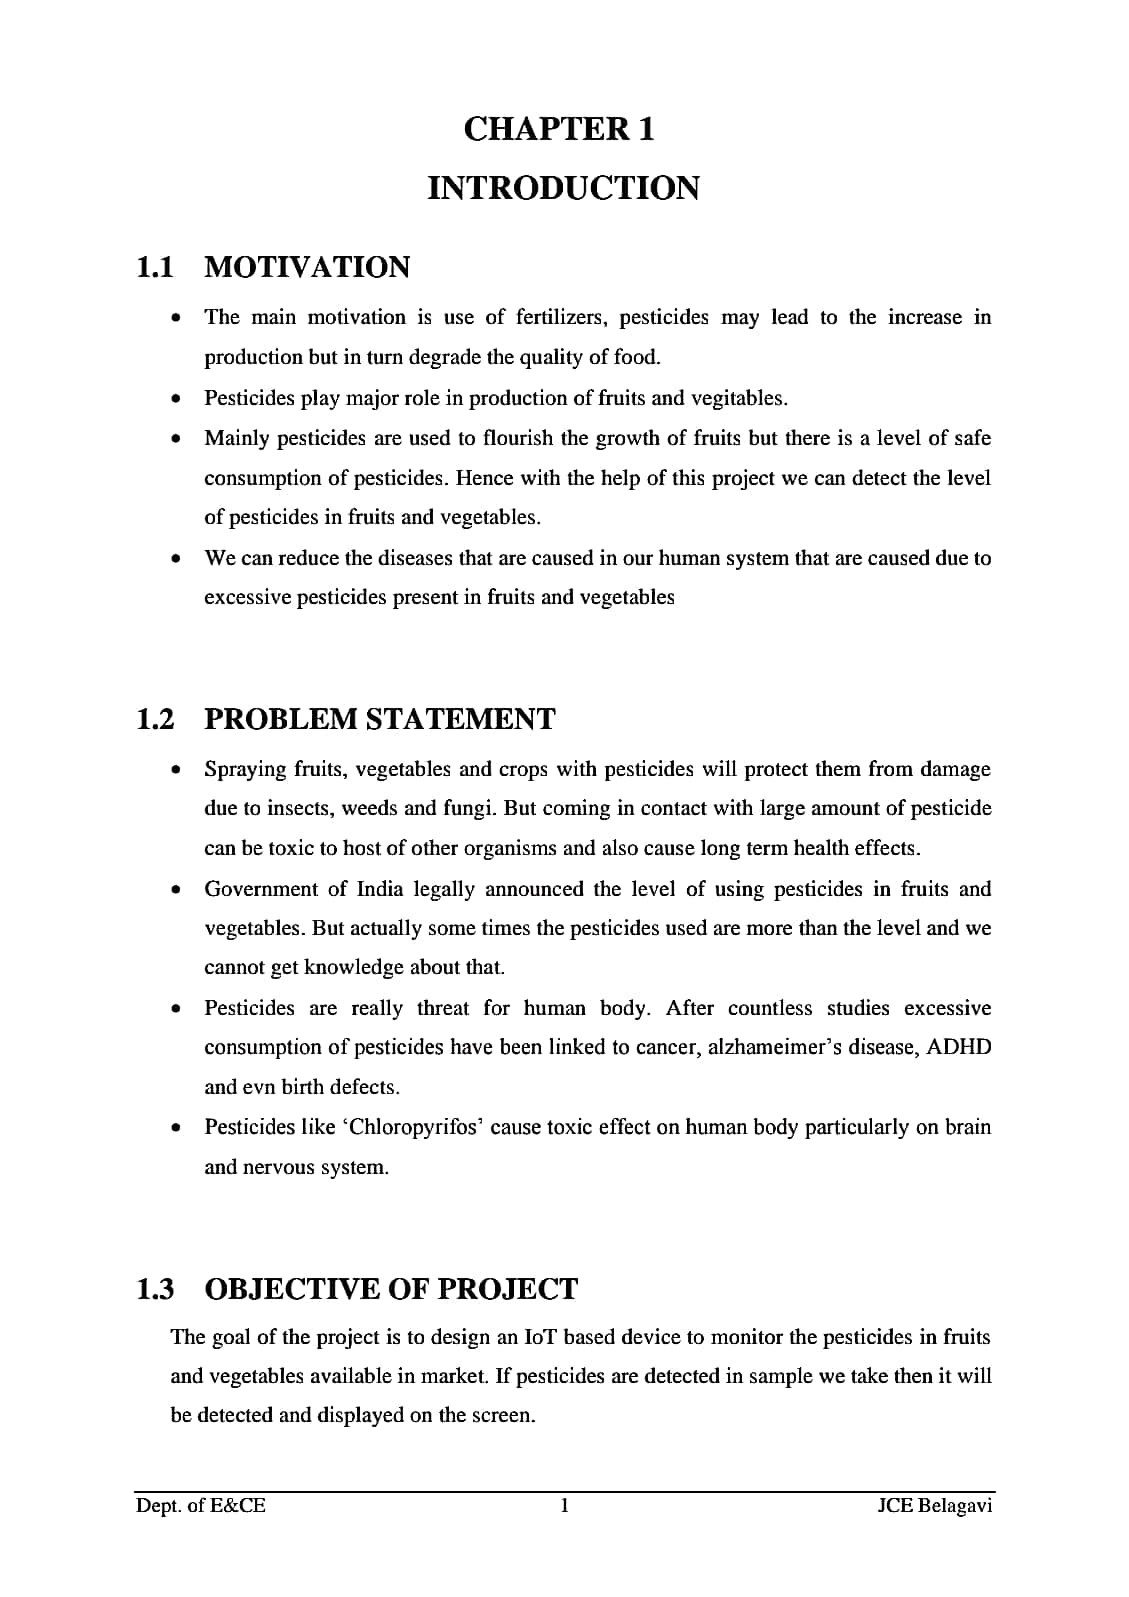 CHAPTER 1
INTRODUCTION
1.1 MOTIVATION
• The main motivation is use of fertilizers, pesticides may lead to the increase in
production but in turn degrade the quality of food.
• Pesticides play major role in production of fruits and vegitables.
• Mainly pesticides are used to flourish the growth of fruits but there is a level of safe
consumption of pesticides. Hence with the help of this project we can detect the level
of pesticides in fruits and vegetables.
• We can reduce the diseases that are caused in our human system that are caused due to
excessive pesticides present in fruits and vegetables
1.2 PROBLEM STATEMENT
• Spraying fruits, vegetables and crops with pesticides will protect them from damage
due to insects, weeds and fungi. But coming in contact with large amount of pesticide
can be toxic to host of other organisms and also cause long term health effects.
• Government of India legally announced the level of using pesticides in fruits and
vegetables. But actually some times the pesticides used are more than the level and we
cannot get knowledge about that.
• Pesticides are really threat for human body. After countless studies excessive
consumption of pesticides have been linked to cancer, alzhameimer’s disease, ADHD
and evn birth defects.
• Pesticides like ‘Chloropyrifos’ cause toxic effect on human body particularly on brain
and nervous system.
1.3 OBJECTIVE OF PROJECT
The goal of the project is to design an IoT based device to monitor the pesticides in fruits
and vegetables available in market. If pesticides are detected in sample we take then it will
be detected and displayed on the screen.
Dept. of E&CE 1 JCE Belagavi